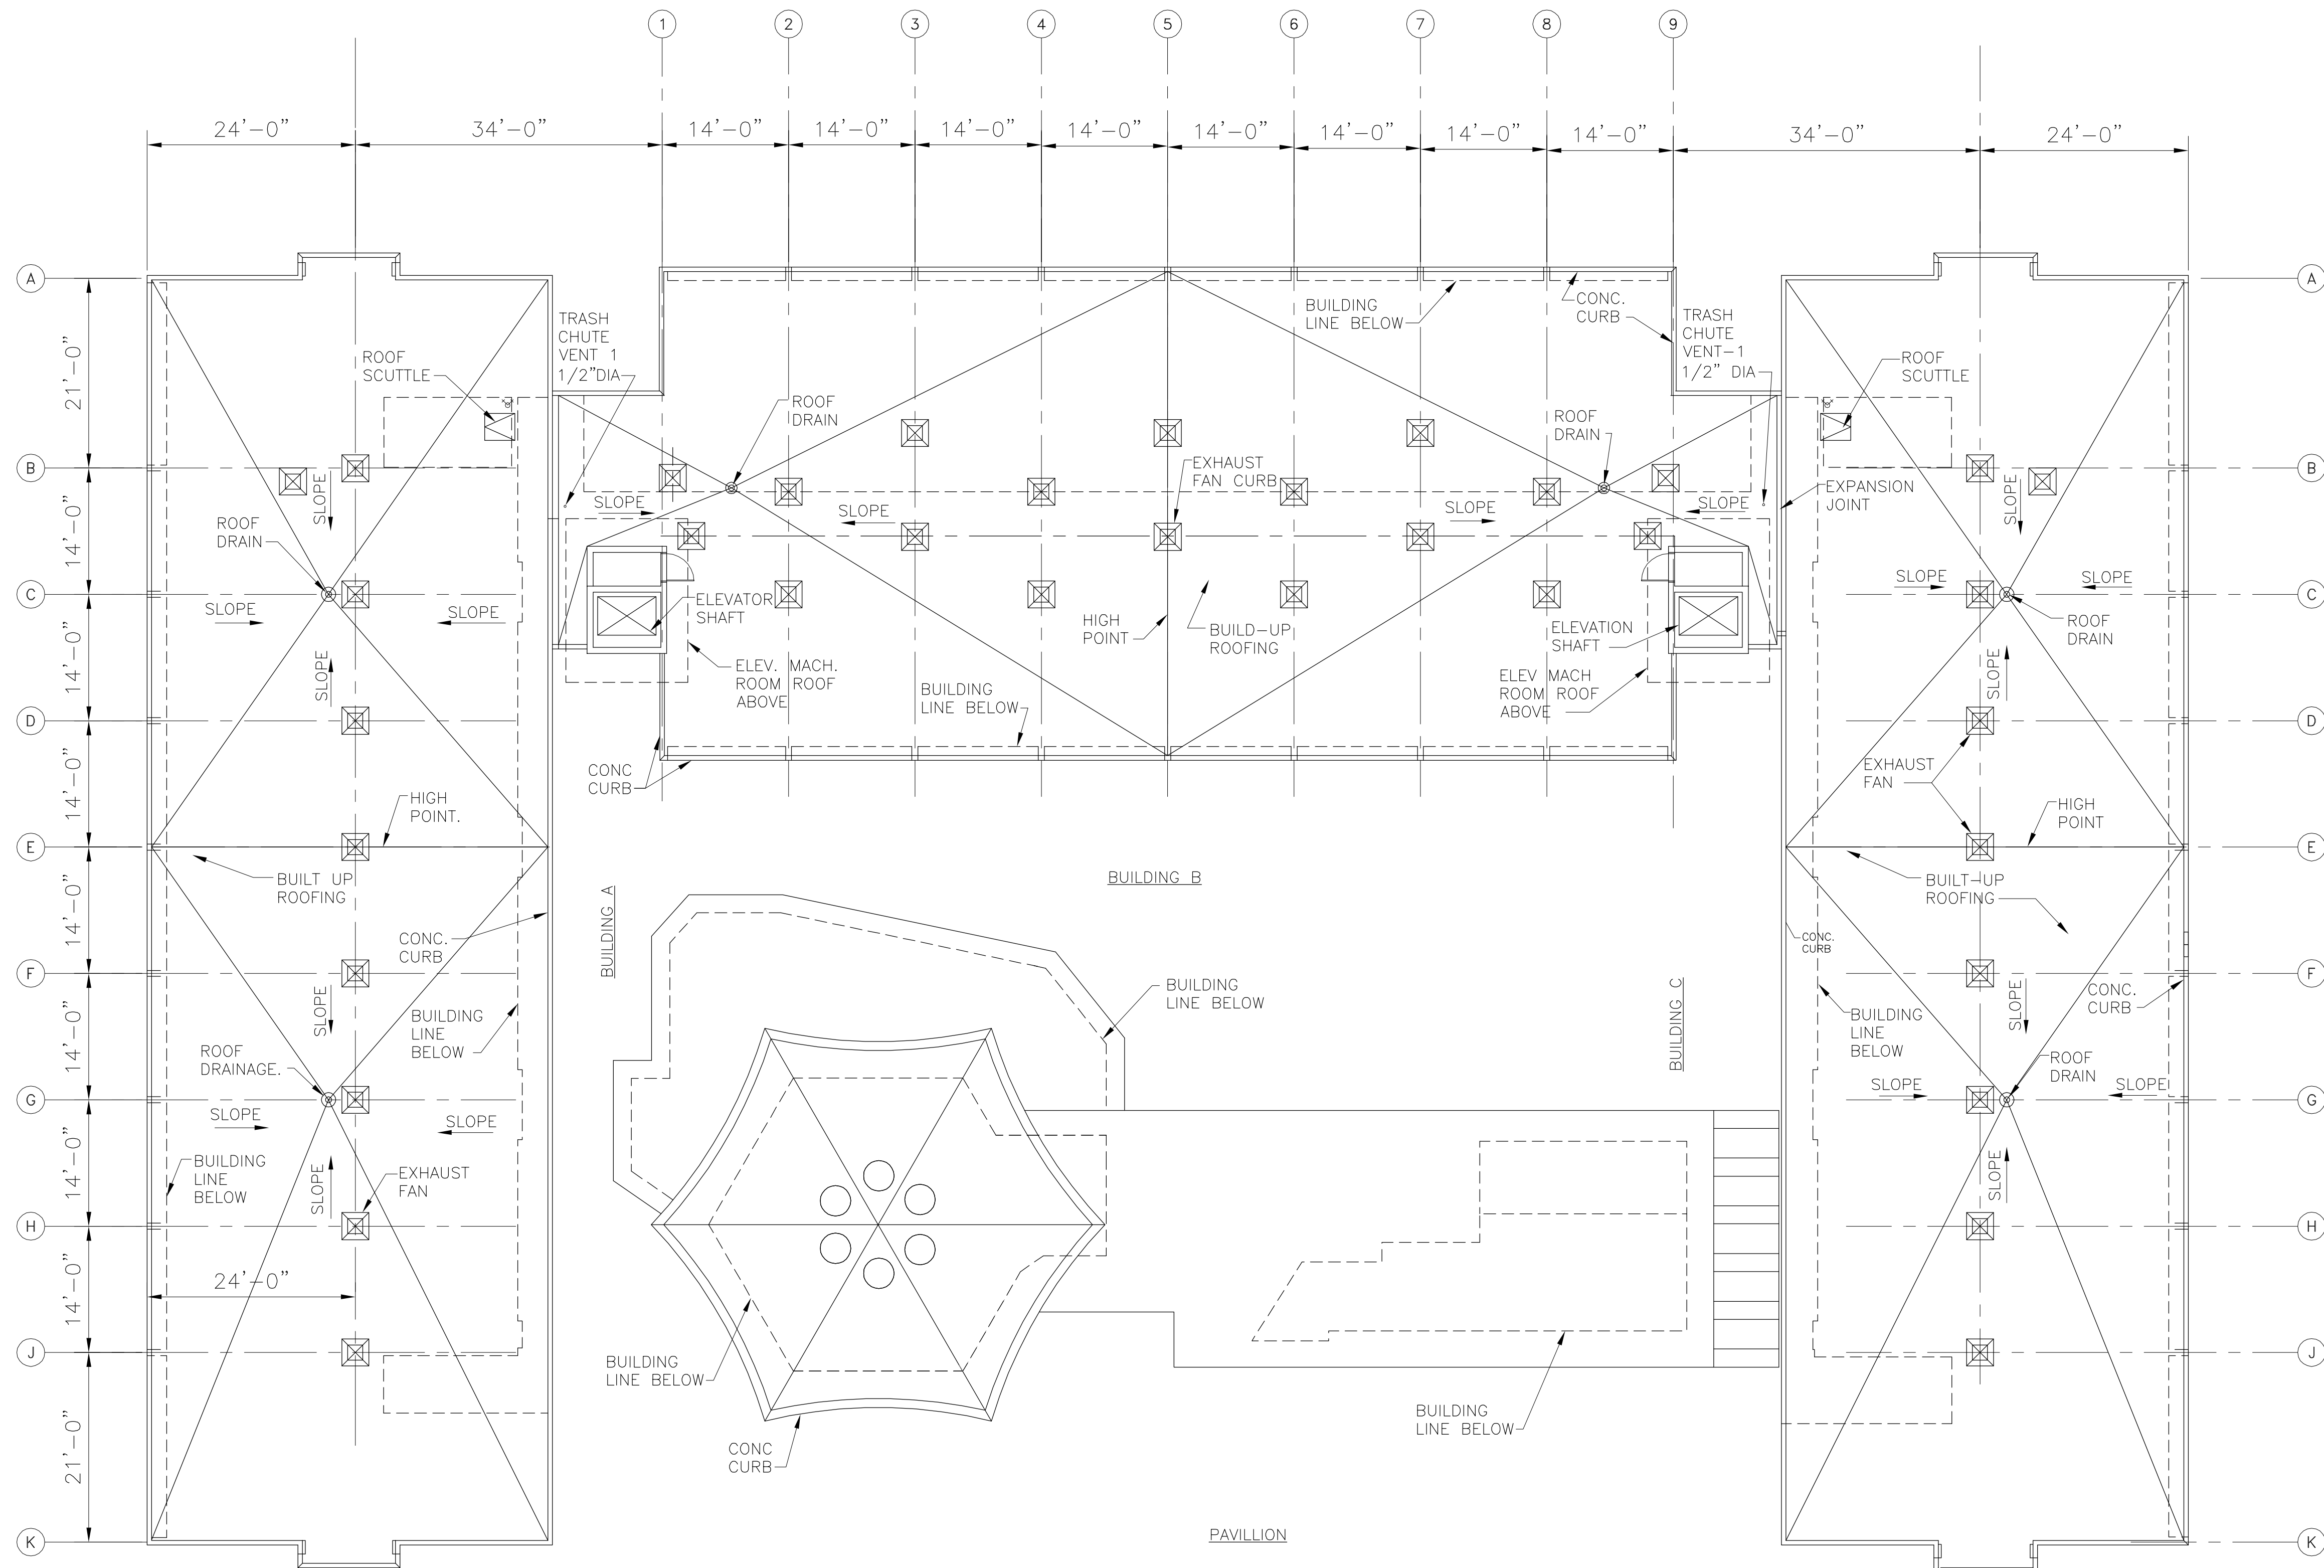 1 2 3 4 5 6 7 8 9
24'-0" 34'-0" 14'-0" 14'-0" 14'-0" 14'-0" 14'-0" 14'-0" 14'-0" 14'-0" 34'-0" 24'-0"
A
A
21'-0"
ROOF
SCUTTLE
TRASH
CHUTE
VENT 1
1/2"DIA
BUILDING
LINE BELOW
CONC.
CURB
TRASH
CHUTE
VENT-1
1/2" DIA
ROOF
SCUTTLE
ROOF
DRAIN
ROOF
DRAIN
B
B
14'-0"
SLOPE
ROOF
DRAIN
SLOPE
SLOPE
EXHAUST
FAN CURB
SLOPE
SLOPE
EXPANSION
JOINT
SLOPE
C
C
SLOPE
SLOPE
SLOPE
SLOPE
14'-0"
SLOPE
ELEVATOR
SHAFT
HIGH
POINT
BUILD-UP
ROOFING
ELEVATION
SHAFT
ROOF
DRAIN
SLOPE
ELEV. MACH.
ROOM ROOF
ABOVE
BUILDING
LINE BELOW
ELEV MACH
ROOM ROOF
ABOVE
D
D
14'-0"
CONC
CURB
EXHAUST
FAN
HIGH
POINT.
HIGH
POINT
E
E
BUILT UP
ROOFING
BUILDING B
BUILT-UP
ROOFING
14'-0"
BUILDING A
CONC.
CURB
CONC.
CURB
F
F
14'-0"
SLOPE
BUILDING
LINE
BELOW
BUILDING
LINE BELOW
BUILDING C
BUILDING
LINE
BELOW
SLOPE
CONC.
CURB
ROOF
DRAINAGE.
ROOF
DRAIN
G
G
SLOPE
SLOPE
SLOPE
SLOPE
14'-0"
BUILDING
LINE
BELOW
SLOPE
EXHAUST
FAN
SLOPE
H
H
14'-0"
24'-0"
J
J
BUILDING
LINE BELOW
BUILDING
LINE BELOW
21'-0"
CONC
CURB
PAVILLION
K
K